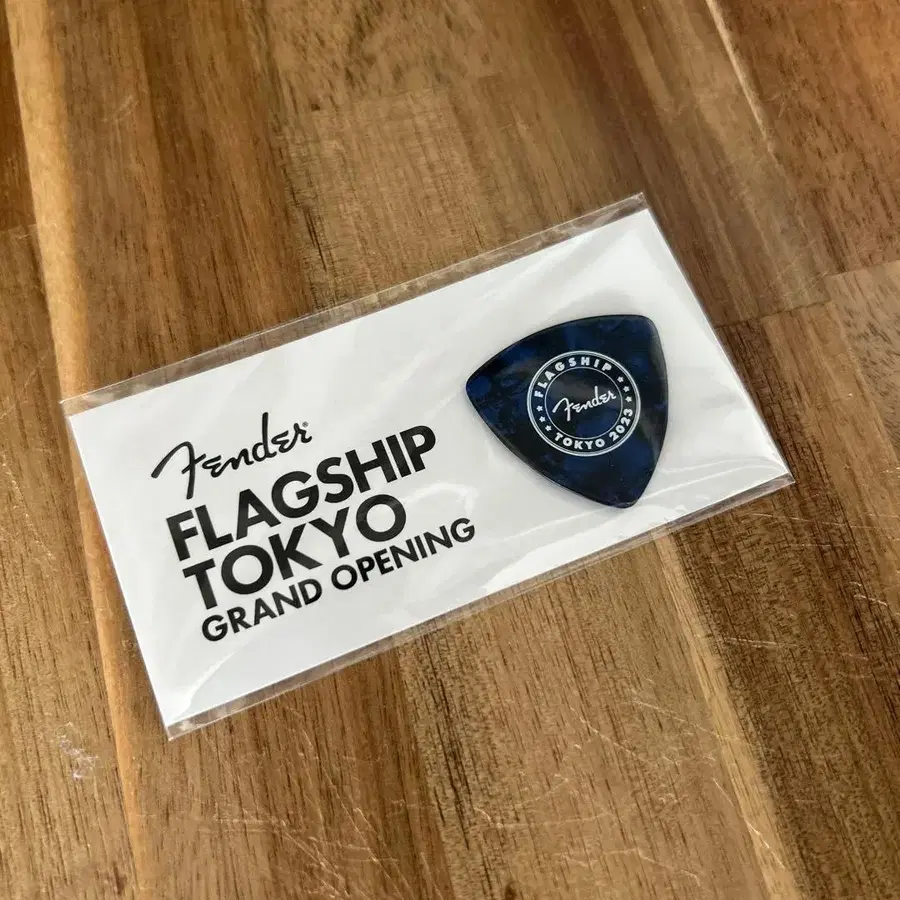 Fender®
FLAGSHIP
TOKYO
GRAND OPENING
FLAGSHIP
Fender
TOKYO 2023